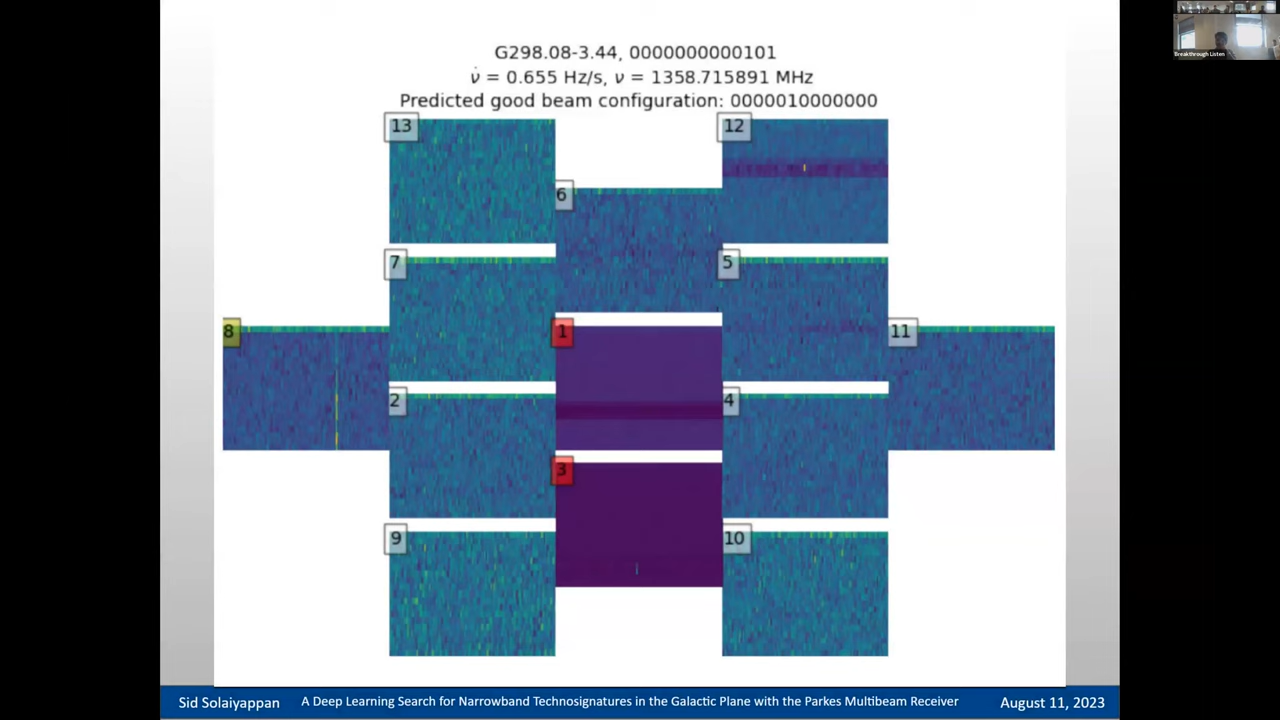 G298.08-3.44, 0000000000101
ν̇ = 0.655 Hz/s, ν = 1358.715891 MHz
Predicted good beam configuration: 0000010000000
13
12
6
7
5
8
1
11
2
4
3
9
10
Sid Solaiyappan
A Deep Learning Search for Narrowband Technosignatures in the Galactic Plane with the Parkes Multibeam Receiver
August 11, 2023
Breakthrough Listen